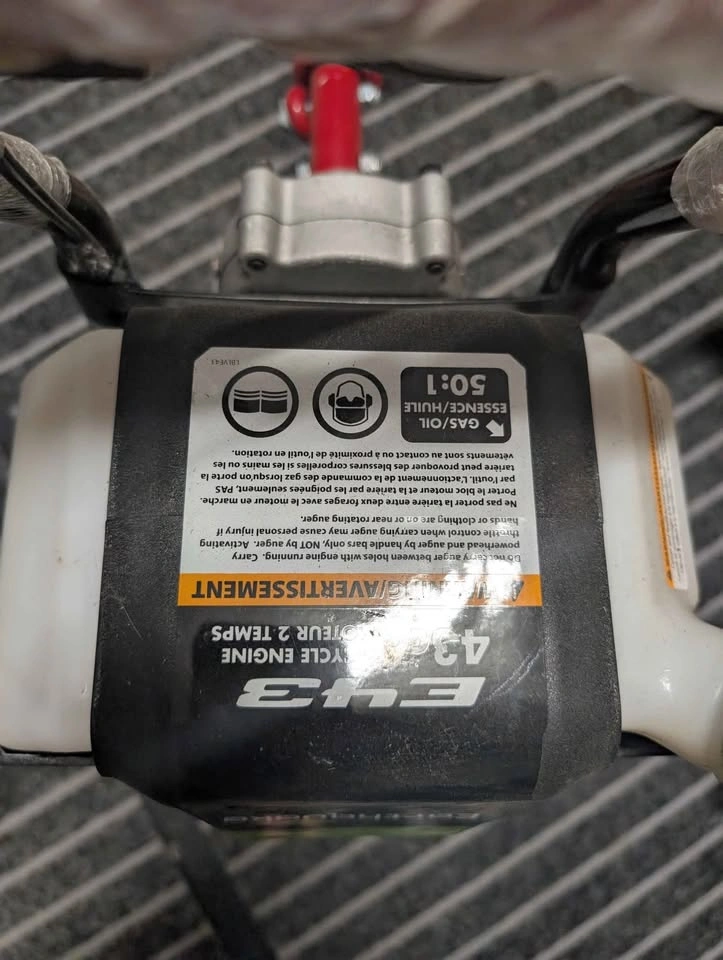 E43
43cc CYCLE ENGINE
MOTEUR 2 TEMPS
WARNING/AVERTISSEMENT
Do not carry auger between holes with engine running. Carry
powerhead and auger by handle bars only, NOT by auger. Activating
throttle control when carrying auger may cause personal injury if
hands or clothing are on or near rotating auger.
Ne pas porter la tarière entre deux forages avec le moteur en marche.
Porter le bloc moteur et la tarière par les poignées seulement, PAS
par l'outil. L'actionnement de la commande des gaz lorsqu'on porte la
tarière peut provoquer des blessures corporelles si les mains ou les
vêtements sont au contact ou à proximité de l'outil en rotation.
GAS/OIL
ESSENCE/HUILE
50:1
LBLVE43